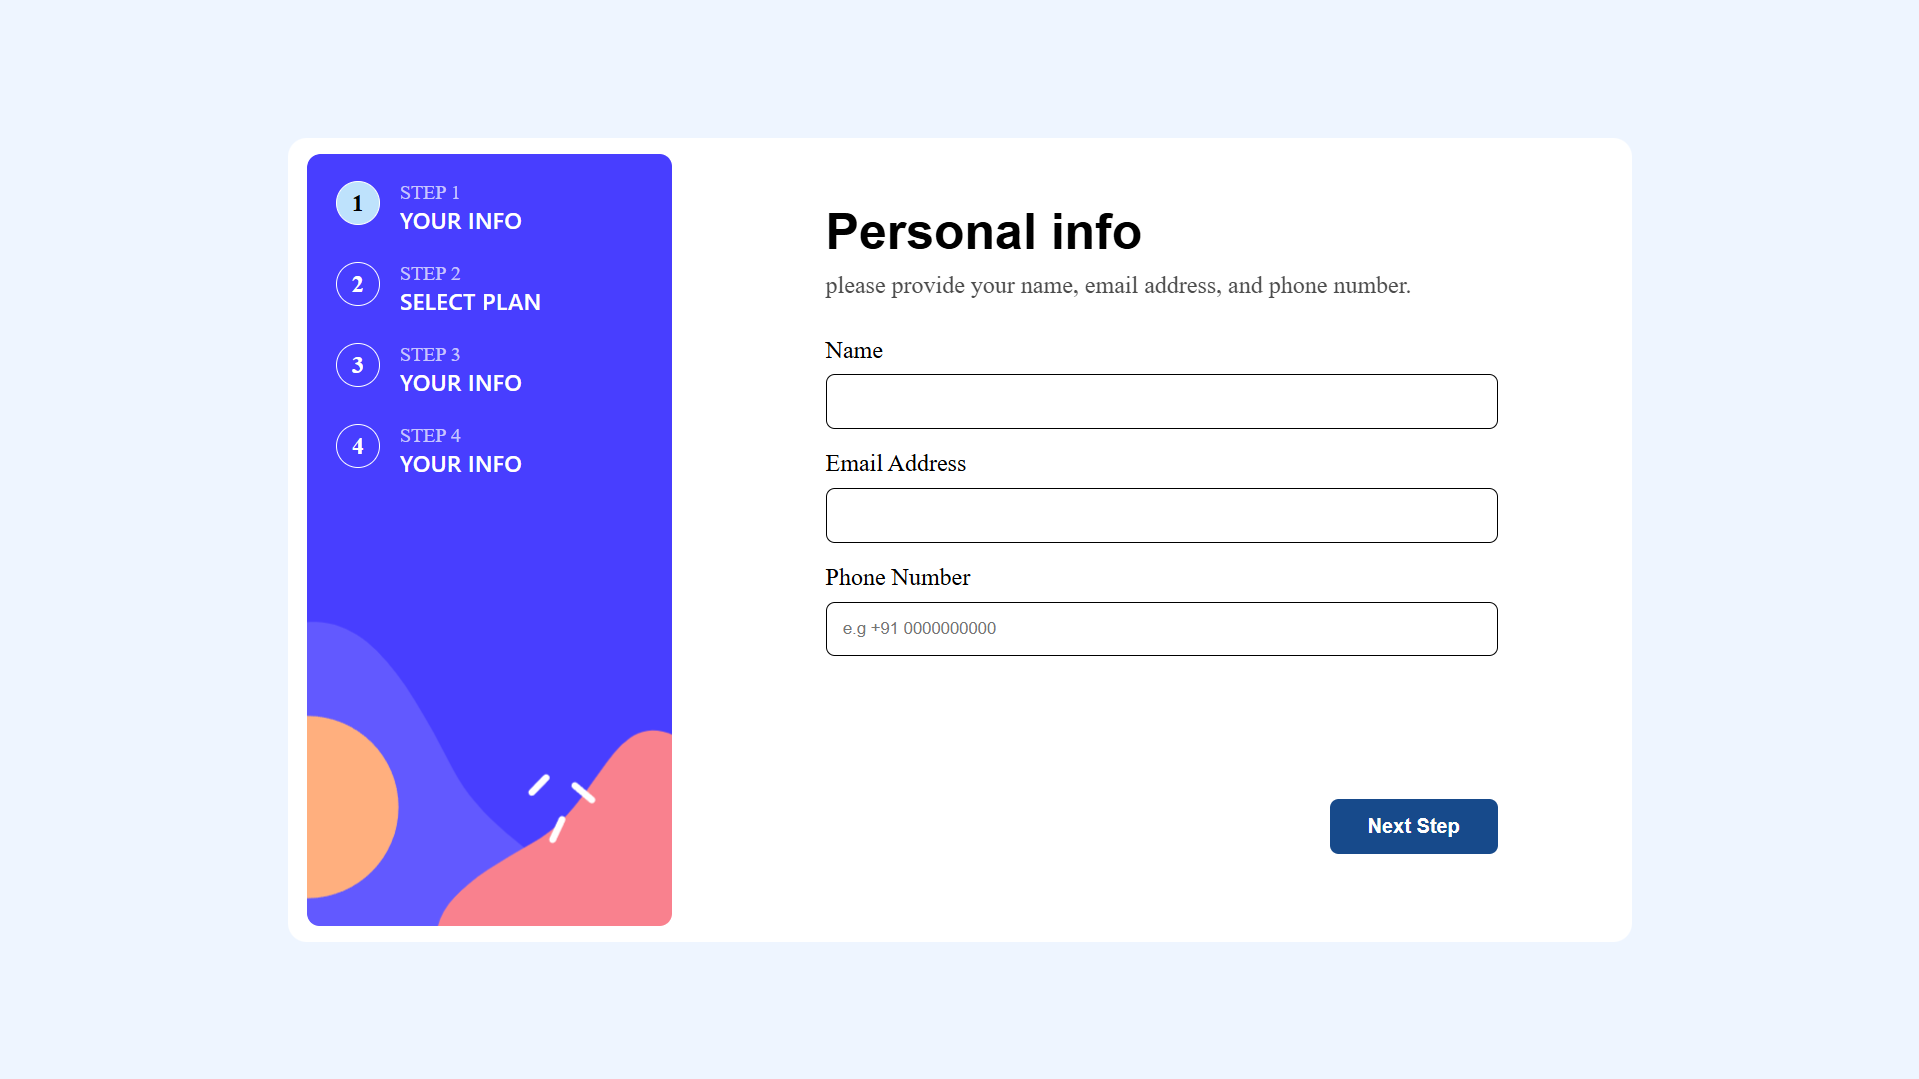 1
STEP 1
YOUR INFO
2
STEP 2
SELECT PLAN
3
STEP 3
YOUR INFO
4
STEP 4
YOUR INFO
Personal info
please provide your name, email address, and phone number.
Name
Email Address
Phone Number
e.g +91 0000000000
Next Step